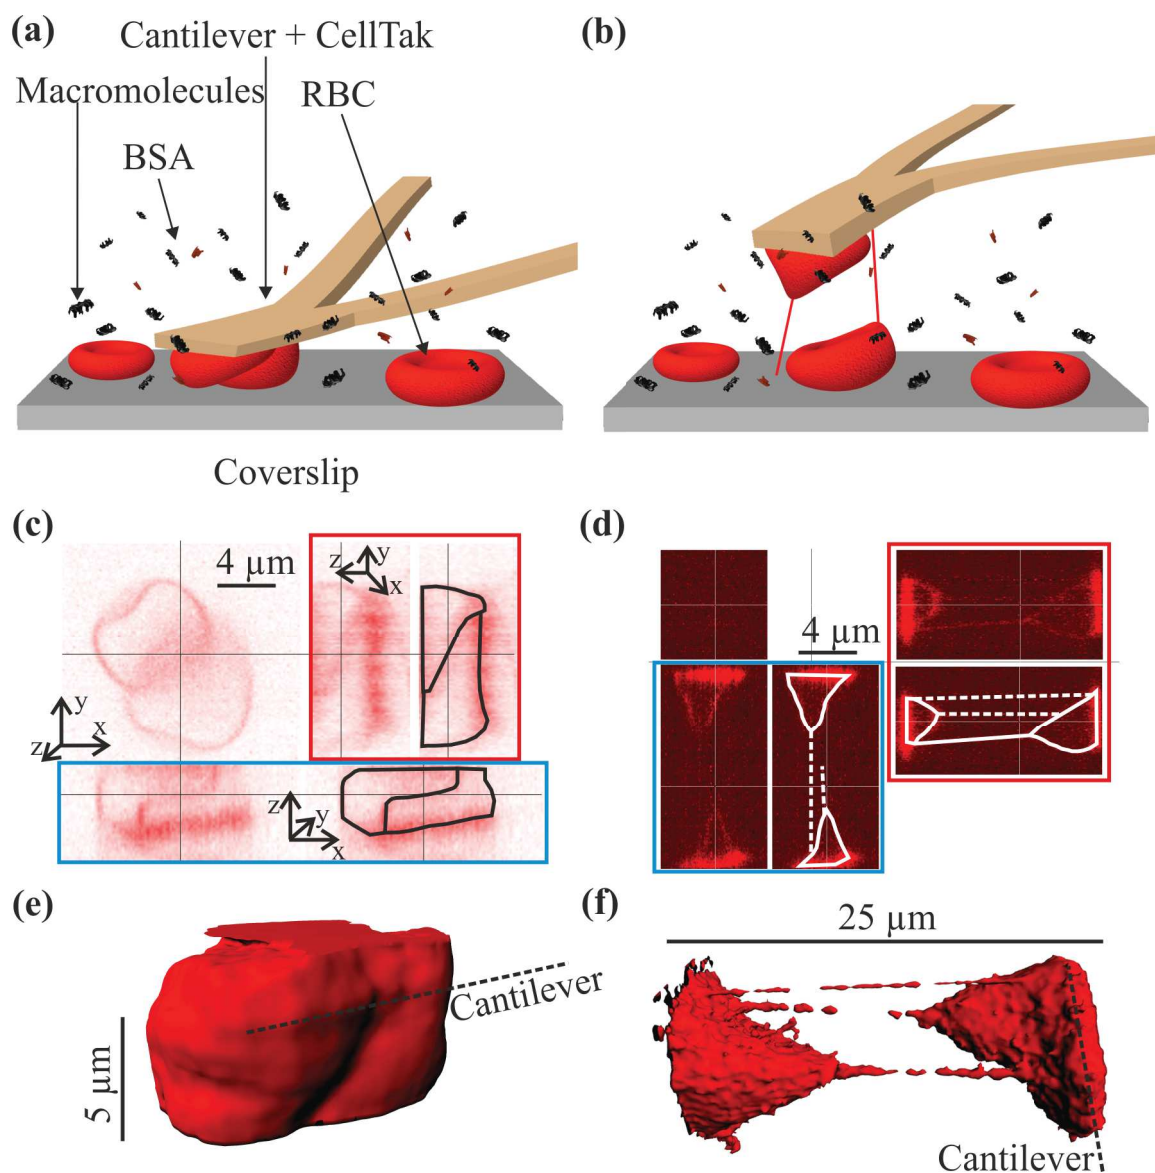 (a)
Cantilever + CellTak
Macromolecules
RBC
BSA
Coverslip
(b)
(c)
4 µm
z
y
x
y
x
z
z
y
x
(d)
4 µm
(e)
Cantilever
5 µm
(f)
25 µm
Cantilever